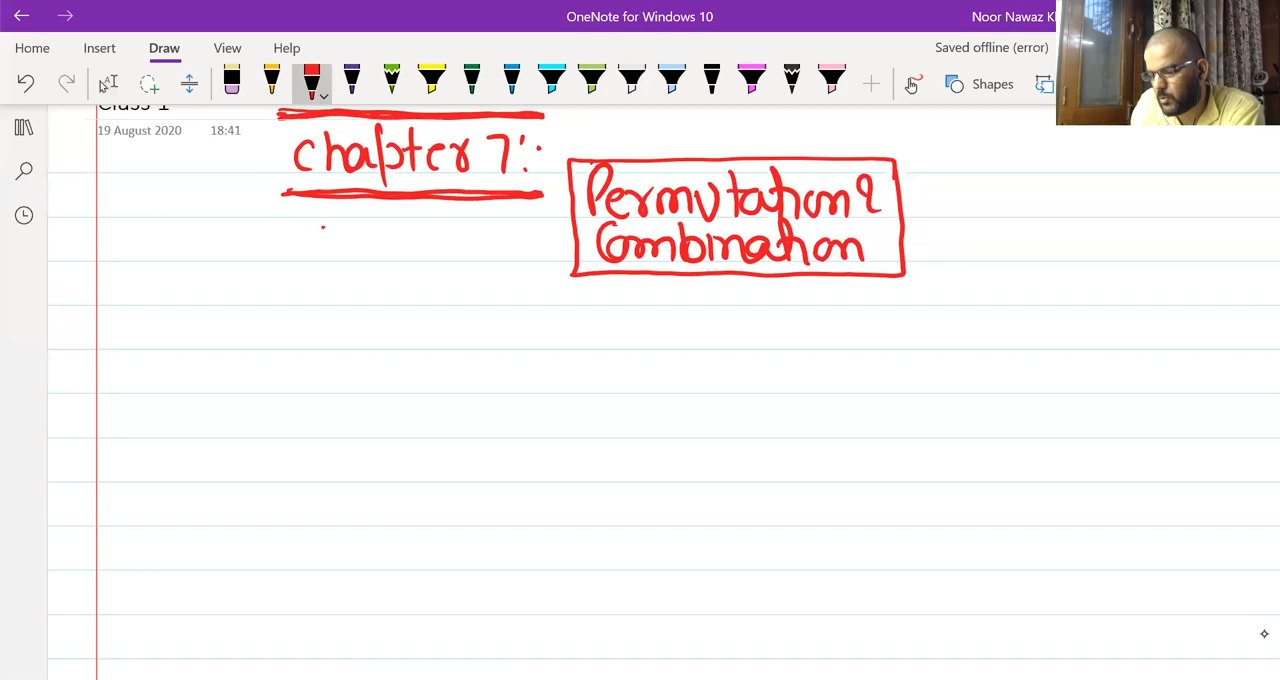 OneNote for Windows 10
Noor Nawaz Kh
Home Insert Draw View Help
Saved offline (error)
Shapes
Class 1
19 August 2020 18:41
Chapter 7:
Permutation &
Combination